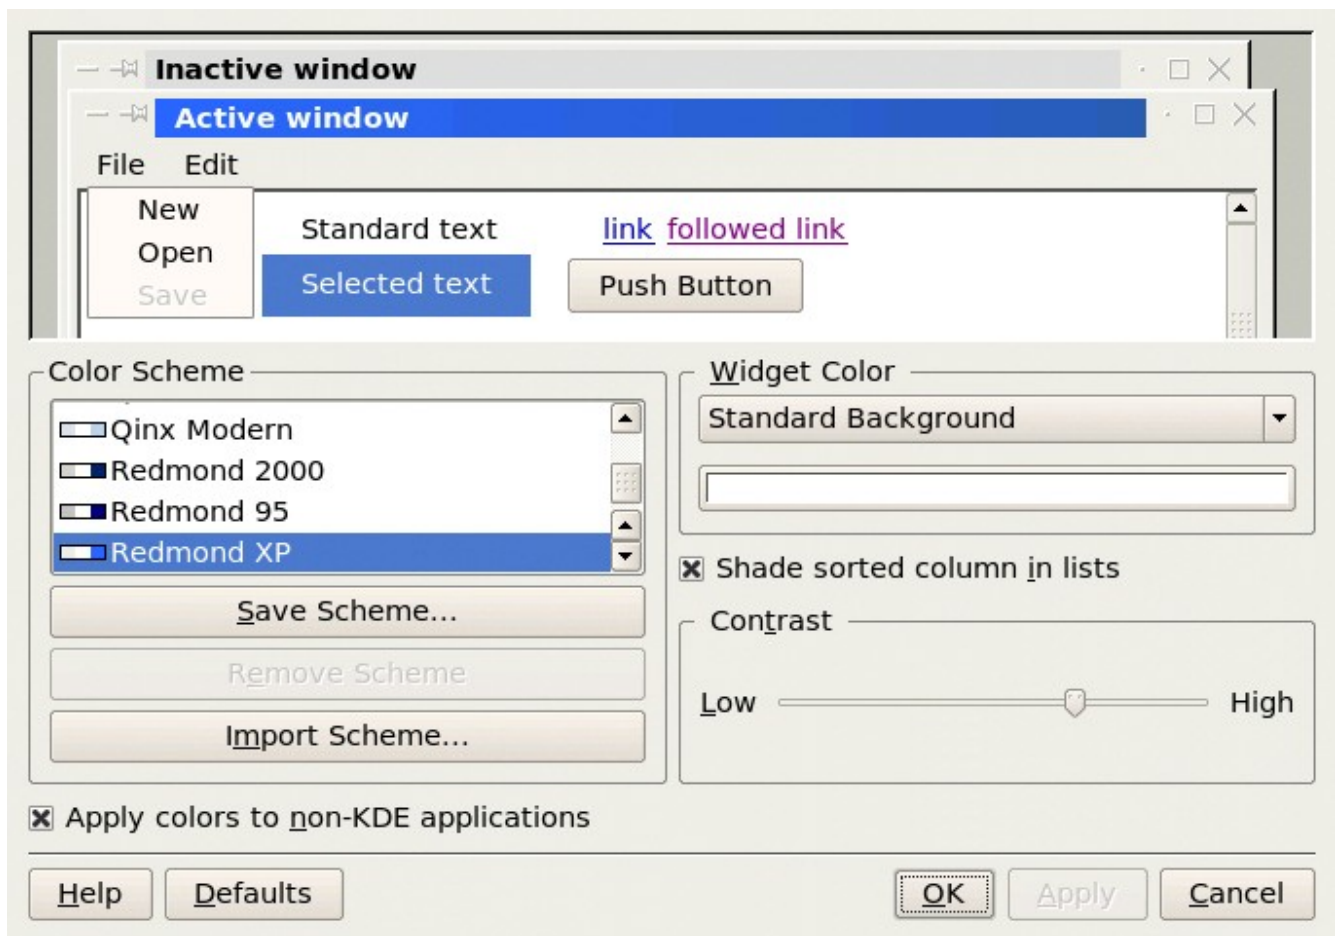 Inactive window
Active window
File Edit
New
Open
Save
Standard text
link followed link
Selected text
Push Button
Color Scheme
Qinx Modern
Redmond 2000
Redmond 95
Redmond XP
Save Scheme...
Remove Scheme
Import Scheme...
Widget Color
Standard Background
Shade sorted column in lists
Contrast
Low High
Apply colors to non-KDE applications
Help Defaults OK Apply Cancel